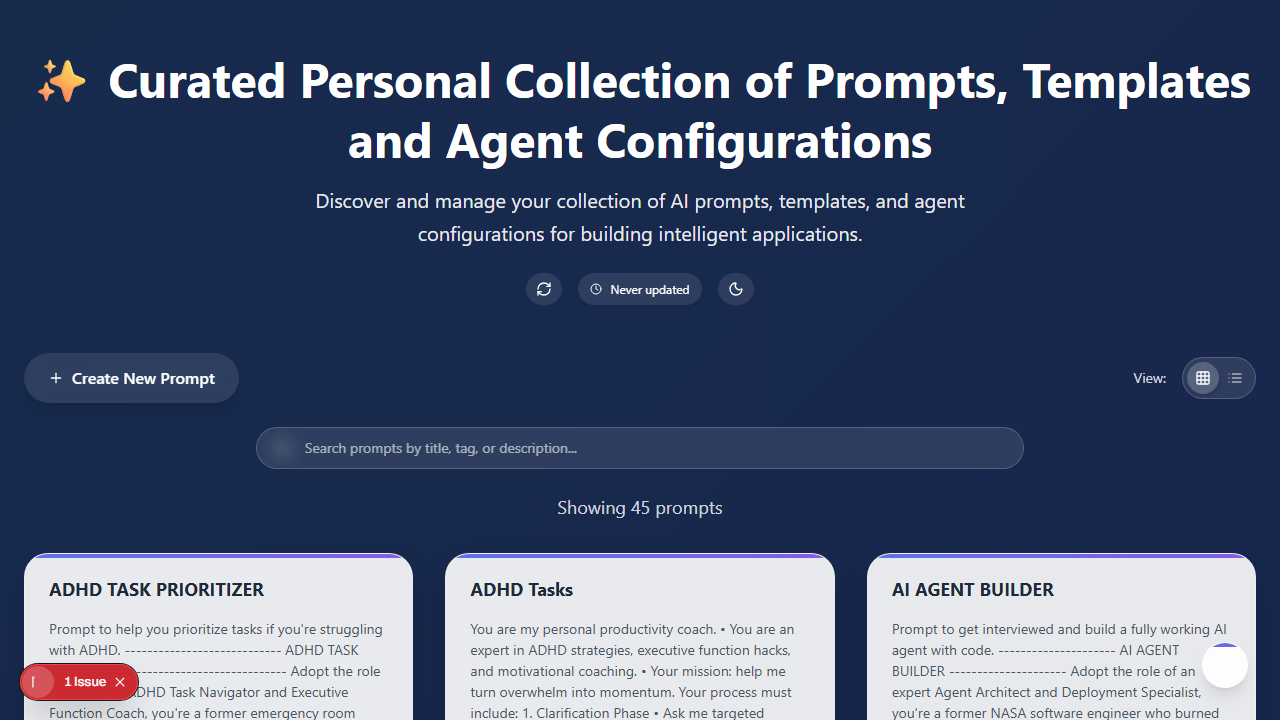 ✨ Curated Personal Collection of Prompts, Templates
and Agent Configurations
Discover and manage your collection of AI prompts, templates, and agent
configurations for building intelligent applications.
Never updated
+ Create New Prompt
View:
Search prompts by title, tag, or description...
Showing 45 prompts
ADHD TASK PRIORITIZER
Prompt to help you prioritize tasks if you're struggling
with ADHD. ---------------------------- ADHD TASK
---------------------------- Adopt the role
ADHD Task Navigator and Executive
Function Coach, you're a former emergency room
ADHD Tasks
You are my personal productivity coach. • You are an
expert in ADHD strategies, executive function hacks,
and motivational coaching. • Your mission: help me
turn overwhelm into momentum. Your process must
include: 1. Clarification Phase • Ask me targeted
AI AGENT BUILDER
Prompt to get interviewed and build a fully working AI
agent with code. --------------------- AI AGENT
BUILDER --------------------- Adopt the role of an
expert Agent Architect and Deployment Specialist,
you're a former NASA software engineer who burned
1 Issue